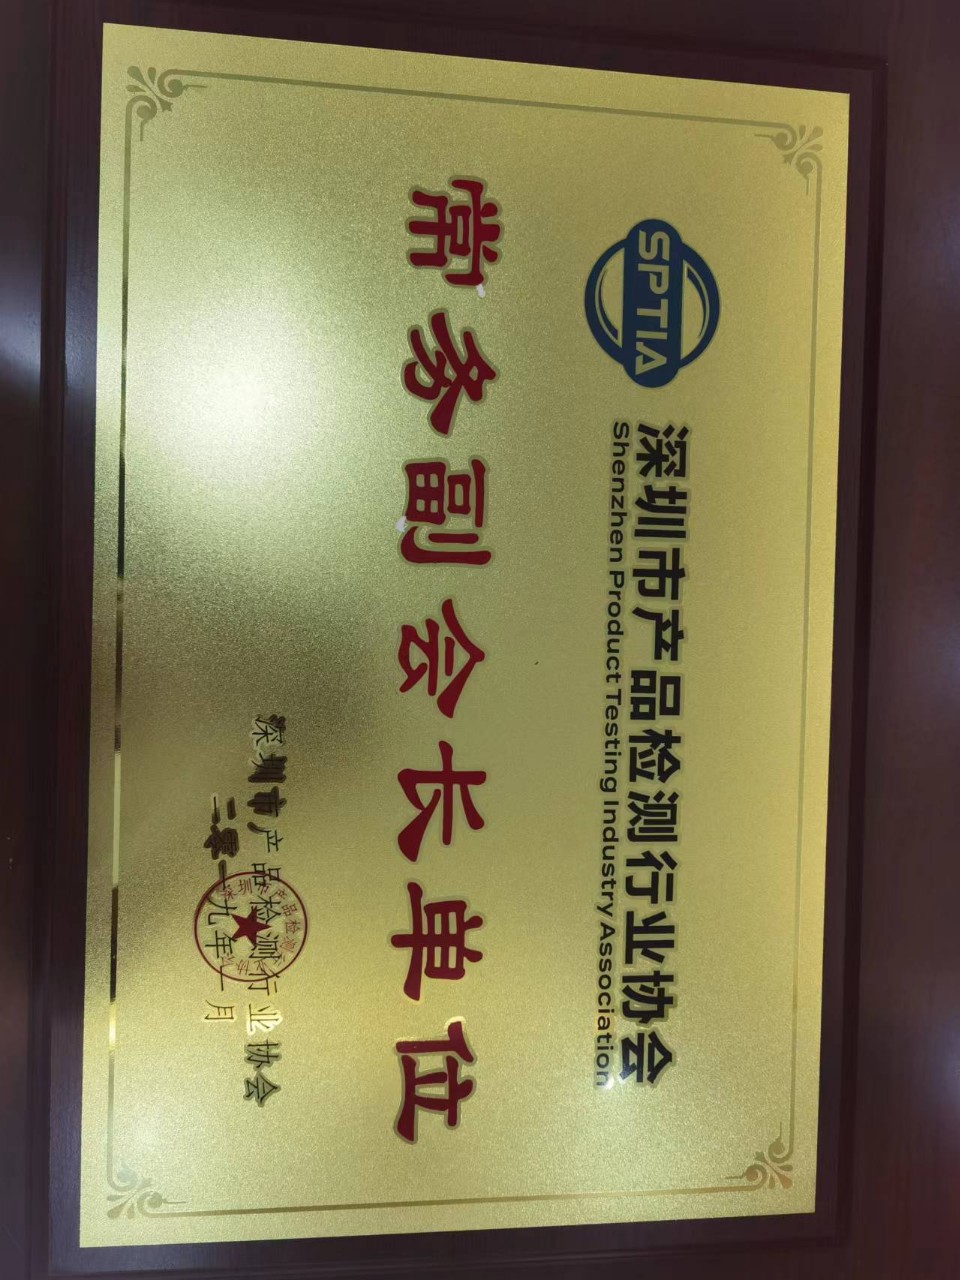 SPTIA
深圳市产品检测行业协会
Shenzhen Product Testing Industry Association
常务副会长单位
深圳市产品检测行业协会
二零一九年一月